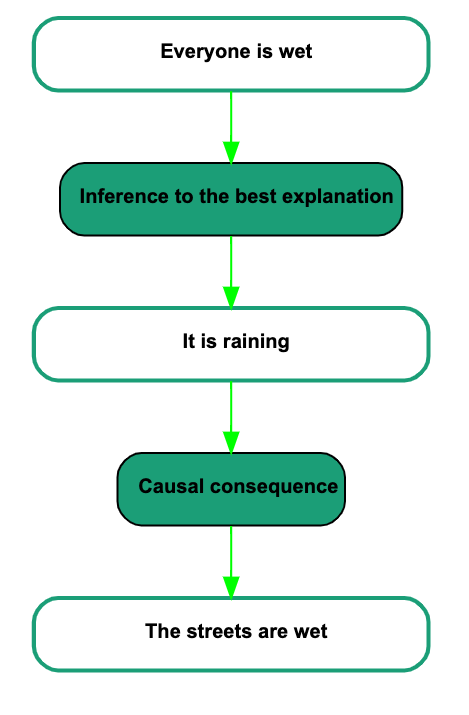 Everyone is wet
Inference to the best explanation
It is raining
Causal consequence
The streets are wet